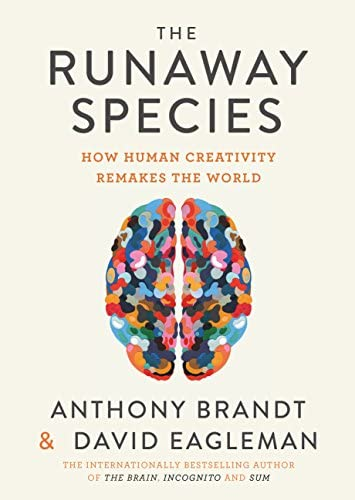 THE
RUNAWAY
SPECIES
HOW HUMAN CREATIVITY
REMAKES THE WORLD
ANTHONY BRANDT
& DAVID EAGLEMAN
THE INTERNATIONALLY BESTSELLING AUTHOR
OF THE BRAIN, INCOGNITO AND SUM